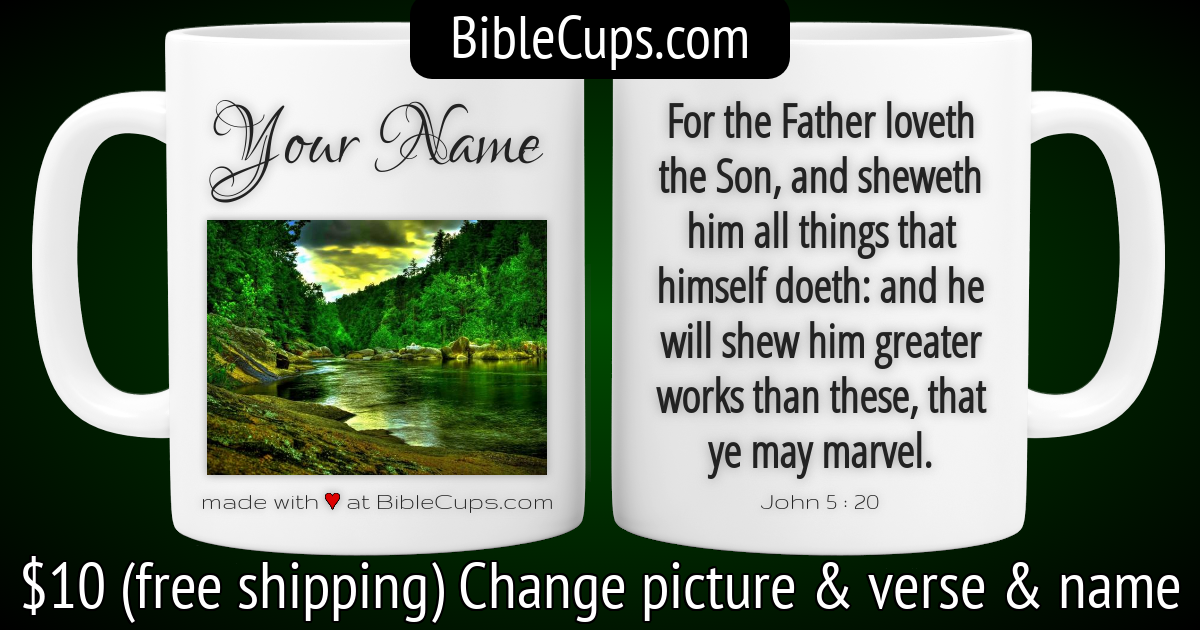 BibleCups.com
Your Name
made with ♥ at BibleCups.com
For the Father loveth
the Son, and sheweth
him all things that
himself doeth: and he
will shew him greater
works than these, that
ye may marvel.
John 5 : 20
$10 (free shipping) Change picture & verse & name